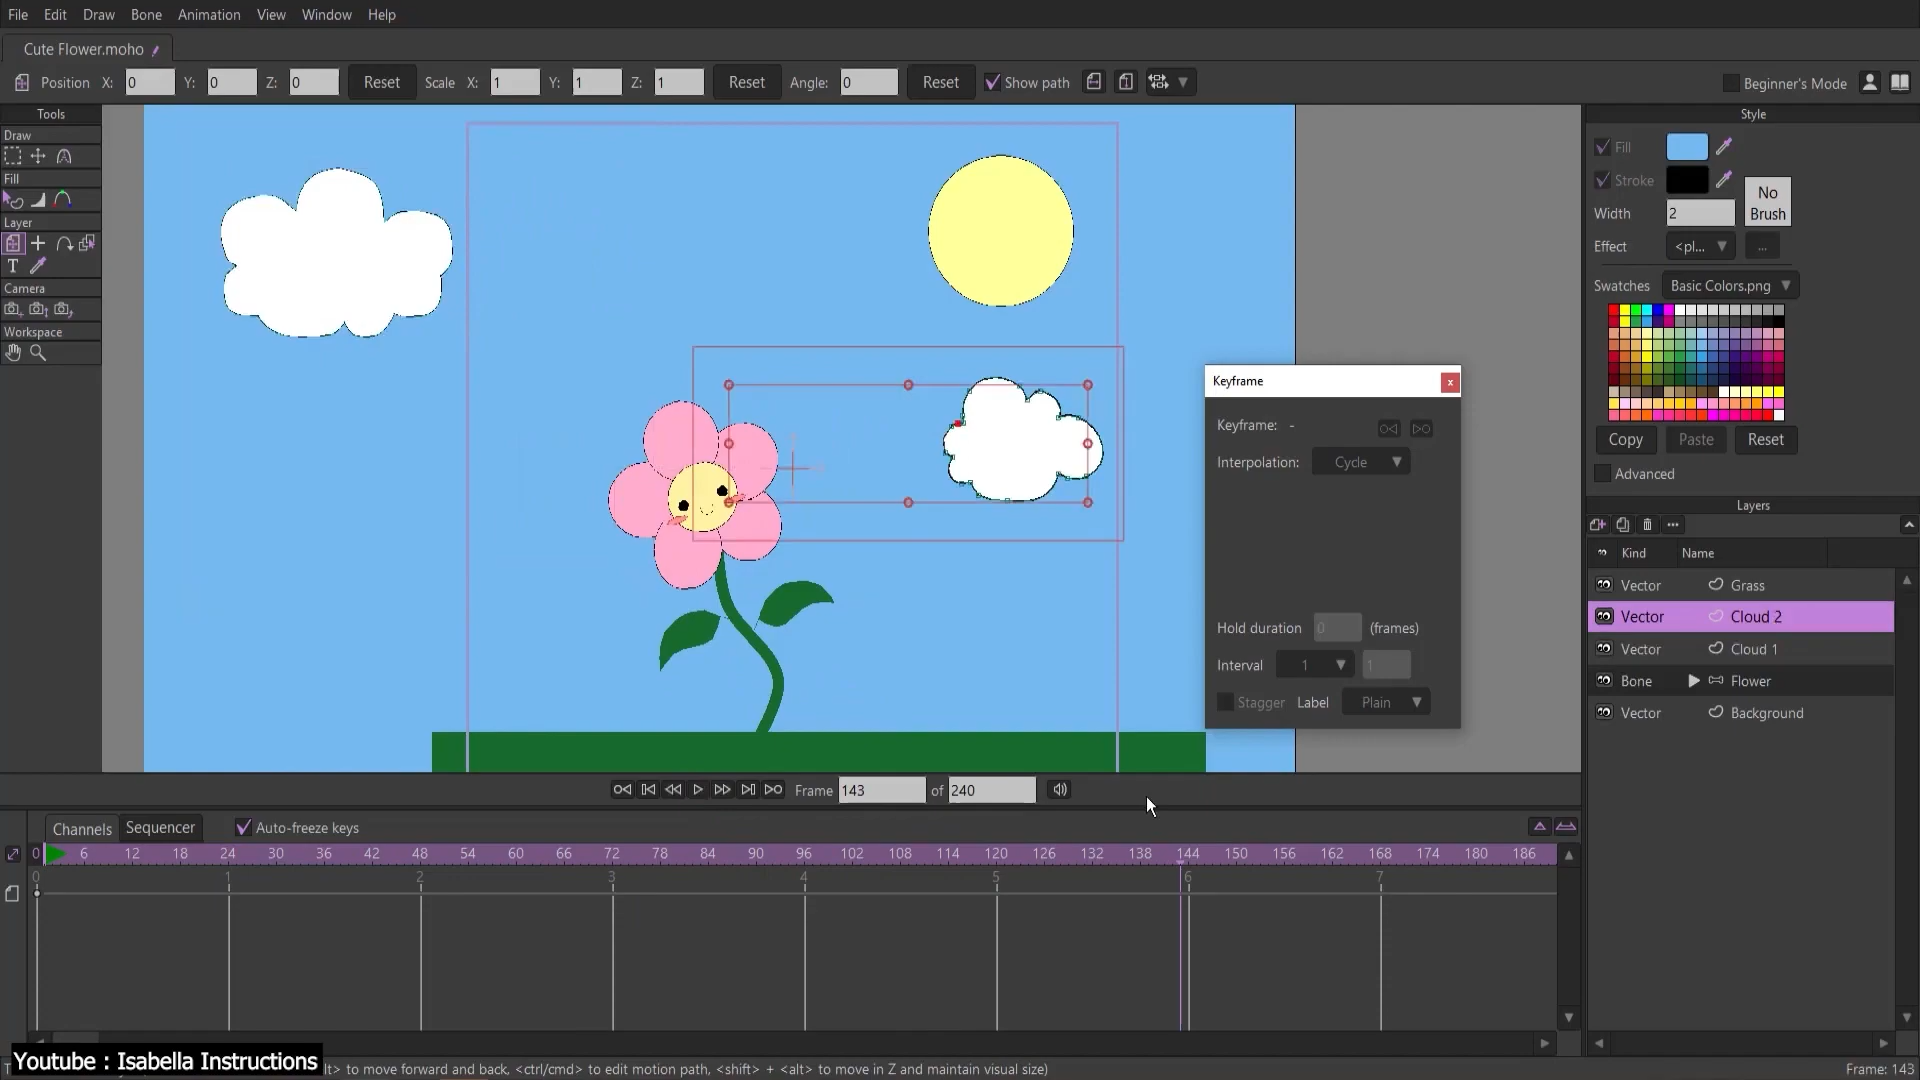 File Edit Draw Bone Animation View Window Help
Cute Flower.moho
Position X: 0 Y: 0 Z: 0 Reset Scale X: 1 Y: 1 Z: 1 Reset Angle: 0 Reset Show path Beginner's Mode
Tools
Draw
Fill
Layer
T
Camera
Workspace
Style
Fill
Stroke
No Brush
Width 2
Effect <pl... ...
Swatches Basic Colors.png
Copy Paste Reset
Advanced
Layers
Kind Name
Vector Grass
Vector Cloud 2
Vector Cloud 1
Bone Flower
Vector Background
Keyframe x
Keyframe: -
Interpolation: Cycle
Hold duration 0 (frames)
Interval 1 1
Stagger Label Plain
Frame 143 of 240
Channels Sequencer Auto-freeze keys
0 6 12 18 24 30 36 42 48 54 60 66 72 78 84 90 96 102 108 114 120 126 132 138 144 150 156 162 168 174 180 186
0 1 2 3 4 5 6 7
Youtube : Isabella Instructions
lt> to move forward and back, <ctrl/cmd> to edit motion path, <shift> + <alt> to move in Z and maintain visual size)
Frame: 143